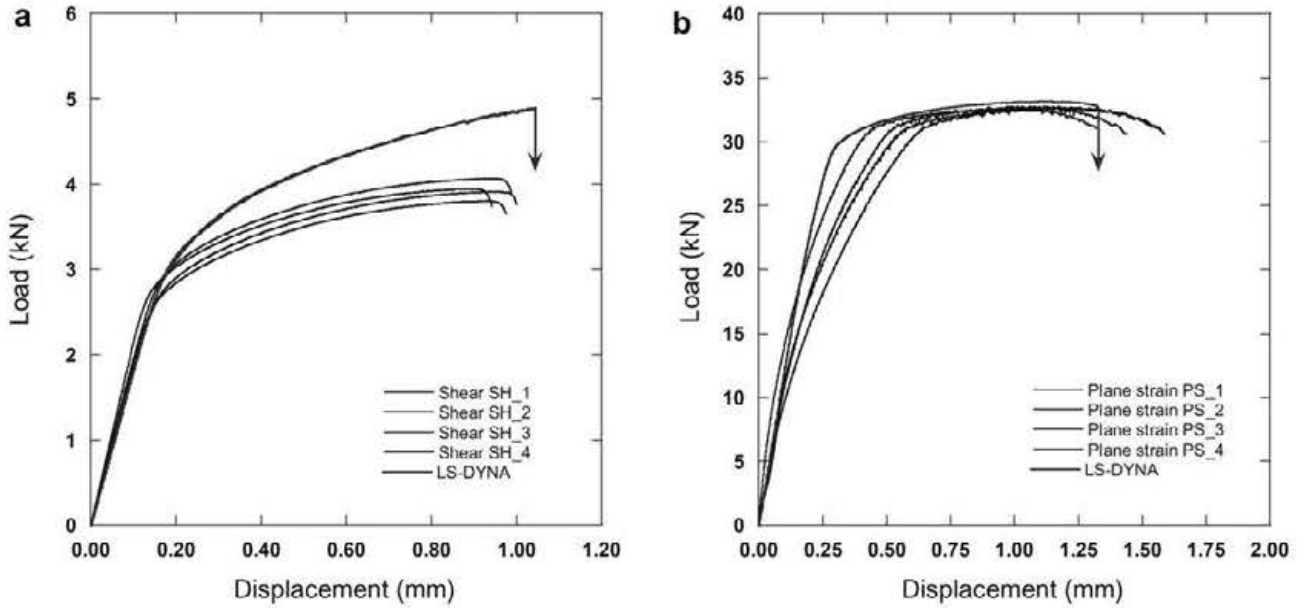 a
6
5
4
3
2
1
0
Load (kN)
Shear SH_1
Shear SH_2
Shear SH_3
Shear SH_4
LS-DYNA
0.00 0.20 0.40 0.60 0.80 1.00 1.20
Displacement (mm)
b
40
35
30
25
20
15
10
5
0
Load (kN)
Plane strain PS_1
Plane strain PS_2
Plane strain PS_3
Plane strain PS_4
LS-DYNA
0.00 0.25 0.50 0.75 1.00 1.25 1.50 1.75 2.00
Displacement (mm)